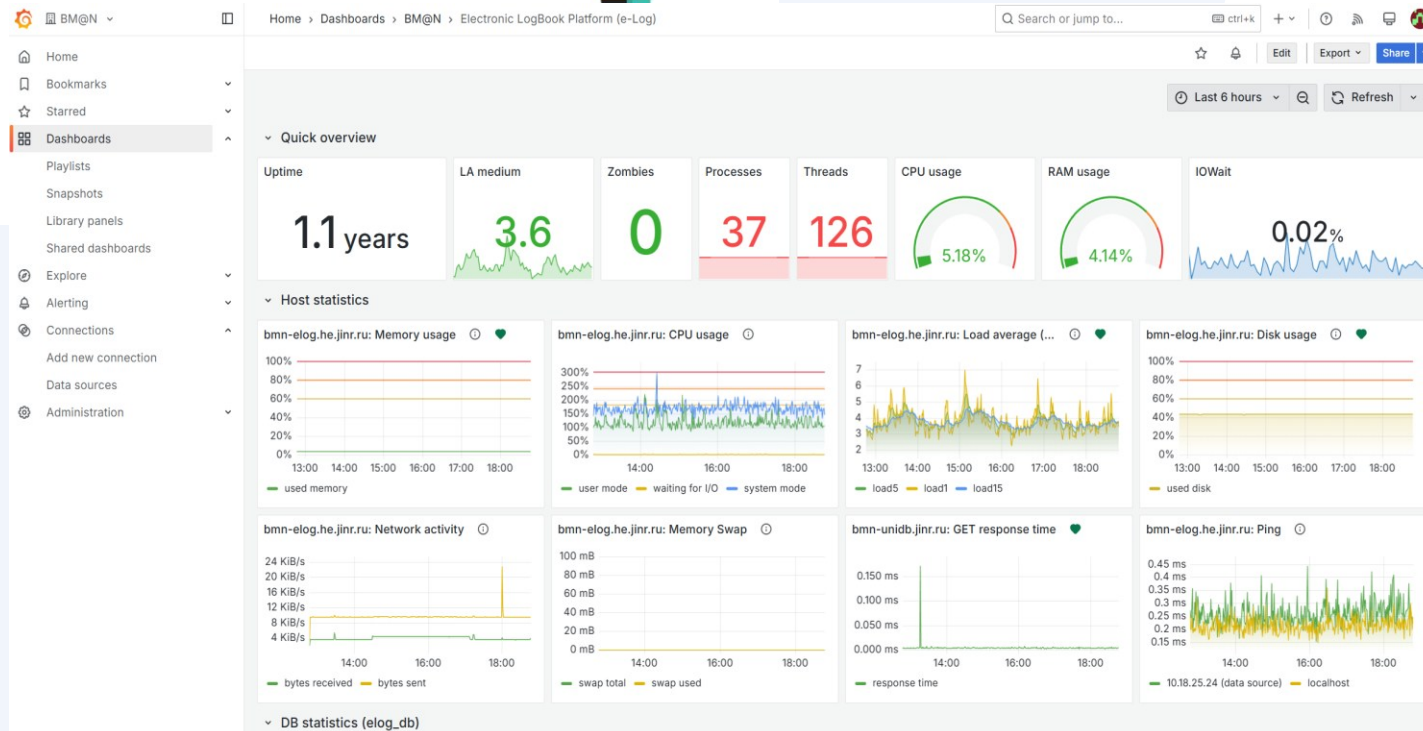 BM@N
Home › Dashboards › BM@N › Electronic LogBook Platform (e-Log)
Search or jump to...
ctrl+k
Home
Bookmarks
Starred
Dashboards
Playlists
Snapshots
Library panels
Shared dashboards
Explore
Alerting
Connections
Add new connection
Data sources
Administration
Edit
Export
Share
Last 6 hours
Refresh
Quick overview
Uptime
1.1 years
LA medium
3.6
Zombies
0
Processes
37
Threads
126
CPU usage
5.18%
RAM usage
4.14%
IOWait
0.02%
Host statistics
bmn-elog.he.jinr.ru: Memory usage
100%
80%
60%
40%
20%
0%
13:00 14:00 15:00 16:00 17:00 18:00
used memory
bmn-elog.he.jinr.ru: CPU usage
300%
250%
200%
150%
100%
50%
0%
14:00 16:00 18:00
user mode waiting for I/O system mode
bmn-elog.he.jinr.ru: Load average (...
7
6
5
4
3
2
13:00 14:00 15:00 16:00 17:00 18:00
load5 load1 load15
bmn-elog.he.jinr.ru: Disk usage
100%
80%
60%
40%
20%
0%
13:00 14:00 15:00 16:00 17:00 18:00
used disk
bmn-elog.he.jinr.ru: Network activity
24 KiB/s
20 KiB/s
16 KiB/s
12 KiB/s
8 KiB/s
4 KiB/s
14:00 16:00 18:00
bytes received bytes sent
bmn-elog.he.jinr.ru: Memory Swap
100 mB
80 mB
60 mB
40 mB
20 mB
0 mB
14:00 16:00 18:00
swap total swap used
bmn-unidb.jinr.ru: GET response time
0.150 ms
0.100 ms
0.050 ms
0.000 ms
14:00 16:00 18:00
response time
bmn-elog.he.jinr.ru: Ping
0.45 ms
0.4 ms
0.35 ms
0.3 ms
0.25 ms
0.2 ms
0.15 ms
14:00 16:00 18:00
10.18.25.24 (data source) localhost
DB statistics (elog_db)